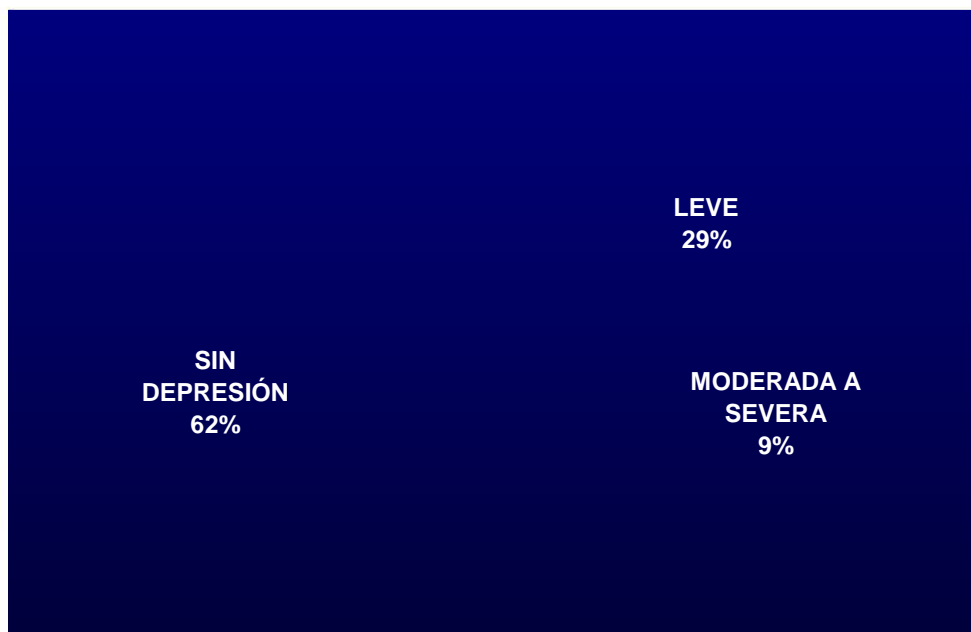 LEVE
29%
SIN
DEPRESIÓN
62%
MODERADA A
SEVERA
9%